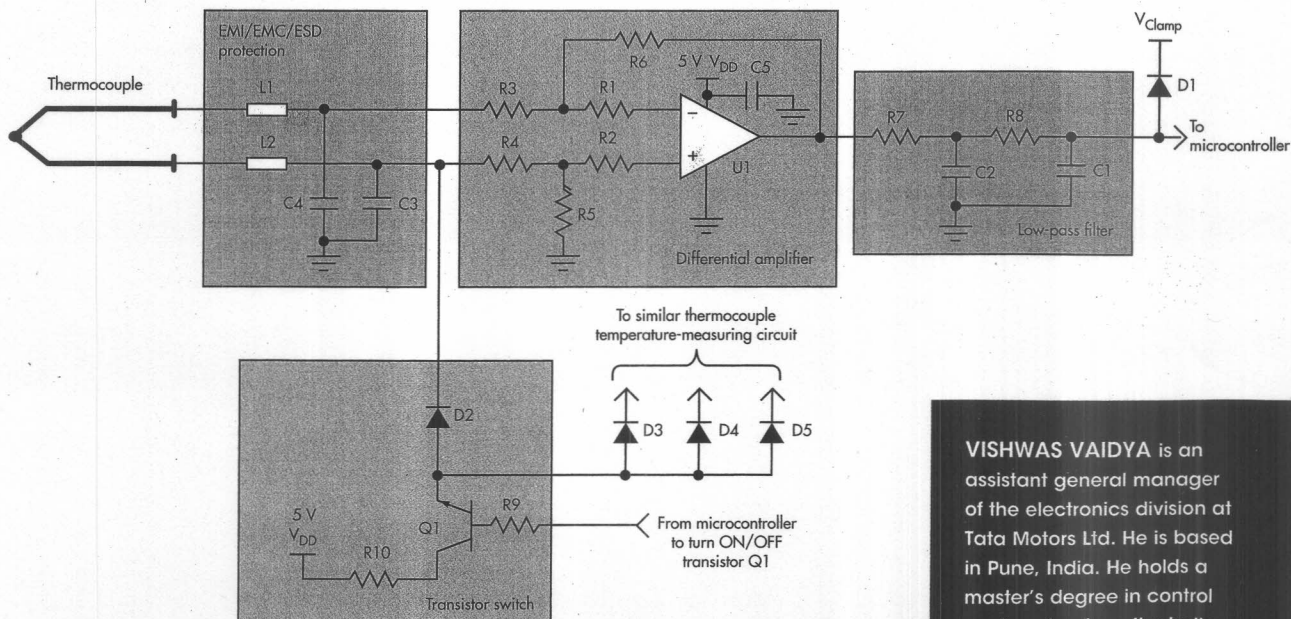 EMI/EMC/ESD
protection
Thermocouple
L1
L2
C4
C3
R3
R4
R6
R1
R2
R5
5 V
VDD
C5
−
+
U1
Differential amplifier
R7
R8
C2
C1
Low-pass filter
VClamp
D1
To
microcontroller
To similar thermocouple
temperature-measuring circuit
D2
D3
D4
D5
5 V
VDD
R10
Q1
R9
Transistor switch
From microcontroller
to turn ON/OFF
transistor Q1
VISHWAS VAIDYA is an
assistant general manager
of the electronics division at
Tata Motors Ltd. He is based
in Pune, India. He holds a
master's degree in control